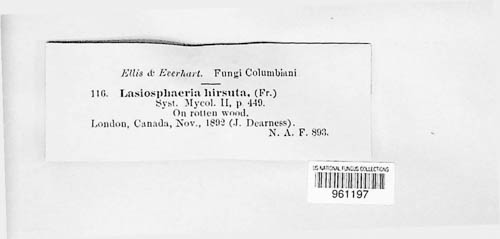 Ellis & Everhart. Fungi Columbiani
116. Lasiosphaeria hirsuta, (Fr.)
Syst. Mycol. II, p 449.
On rotten wood.
London, Canada, Nov., 1892 (J. Dearness).
N. A. F. 893.
US NATIONAL FUNGUS COLLECTIONS
961197